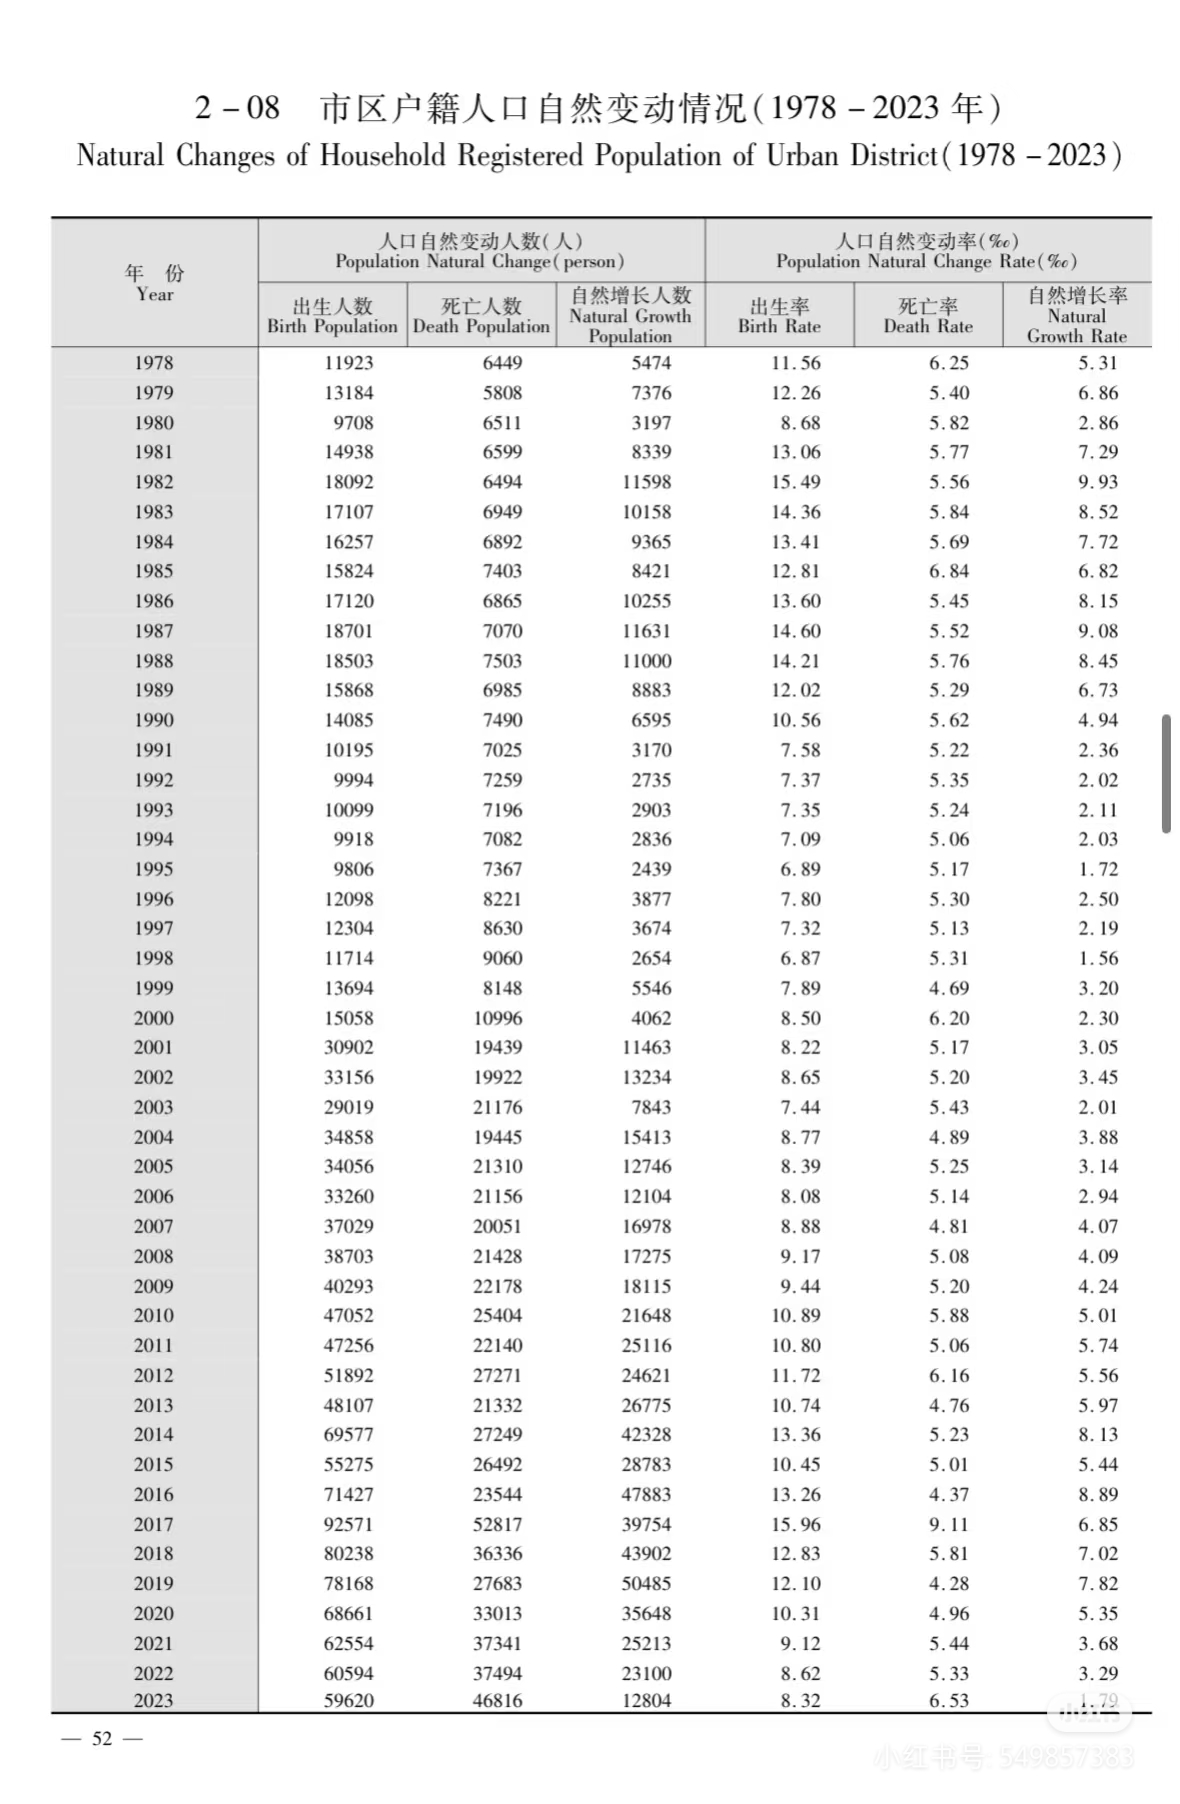 2-08 市区户籍人口自然变动情况(1978-2023年)
Natural Changes of Household Registered Population of Urban District(1978-2023)
年 份
Year
人口自然变动人数(人)
Population Natural Change(person)
人口自然变动率(‰)
Population Natural Change Rate(‰)
出生人数
Birth Population
死亡人数
Death Population
自然增长人数
Natural Growth
Population
出生率
Birth Rate
死亡率
Death Rate
自然增长率
Natural
Growth Rate
1978 11923 6449 5474 11.56 6.25 5.31
1979 13184 5808 7376 12.26 5.40 6.86
1980 9708 6511 3197 8.68 5.82 2.86
1981 14938 6599 8339 13.06 5.77 7.29
1982 18092 6494 11598 15.49 5.56 9.93
1983 17107 6949 10158 14.36 5.84 8.52
1984 16257 6892 9365 13.41 5.69 7.72
1985 15824 7403 8421 12.81 6.84 6.82
1986 17120 6865 10255 13.60 5.45 8.15
1987 18701 7070 11631 14.60 5.52 9.08
1988 18503 7503 11000 14.21 5.76 8.45
1989 15868 6985 8883 12.02 5.29 6.73
1990 14085 7490 6595 10.56 5.62 4.94
1991 10195 7025 3170 7.58 5.22 2.36
1992 9994 7259 2735 7.37 5.35 2.02
1993 10099 7196 2903 7.35 5.24 2.11
1994 9918 7082 2836 7.09 5.06 2.03
1995 9806 7367 2439 6.89 5.17 1.72
1996 12098 8221 3877 7.80 5.30 2.50
1997 12304 8630 3674 7.32 5.13 2.19
1998 11714 9060 2654 6.87 5.31 1.56
1999 13694 8148 5546 7.89 4.69 3.20
2000 15058 10996 4062 8.50 6.20 2.30
2001 30902 19439 11463 8.22 5.17 3.05
2002 33156 19922 13234 8.65 5.20 3.45
2003 29019 21176 7843 7.44 5.43 2.01
2004 34858 19445 15413 8.77 4.89 3.88
2005 34056 21310 12746 8.39 5.25 3.14
2006 33260 21156 12104 8.08 5.14 2.94
2007 37029 20051 16978 8.88 4.81 4.07
2008 38703 21428 17275 9.17 5.08 4.09
2009 40293 22178 18115 9.44 5.20 4.24
2010 47052 25404 21648 10.89 5.88 5.01
2011 47256 22140 25116 10.80 5.06 5.74
2012 51892 27271 24621 11.72 6.16 5.56
2013 48107 21332 26775 10.74 4.76 5.97
2014 69577 27249 42328 13.36 5.23 8.13
2015 55275 26492 28783 10.45 5.01 5.44
2016 71427 23544 47883 13.26 4.37 8.89
2017 92571 52817 39754 15.96 9.11 6.85
2018 80238 36336 43902 12.83 5.81 7.02
2019 78168 27683 50485 12.10 4.28 7.82
2020 68661 33013 35648 10.31 4.96 5.35
2021 62554 37341 25213 9.12 5.44 3.68
2022 60594 37494 23100 8.62 5.33 3.29
2023 59620 46816 12804 8.32 6.53 1.79
— 52 —
小红书
小红书号: 549857383